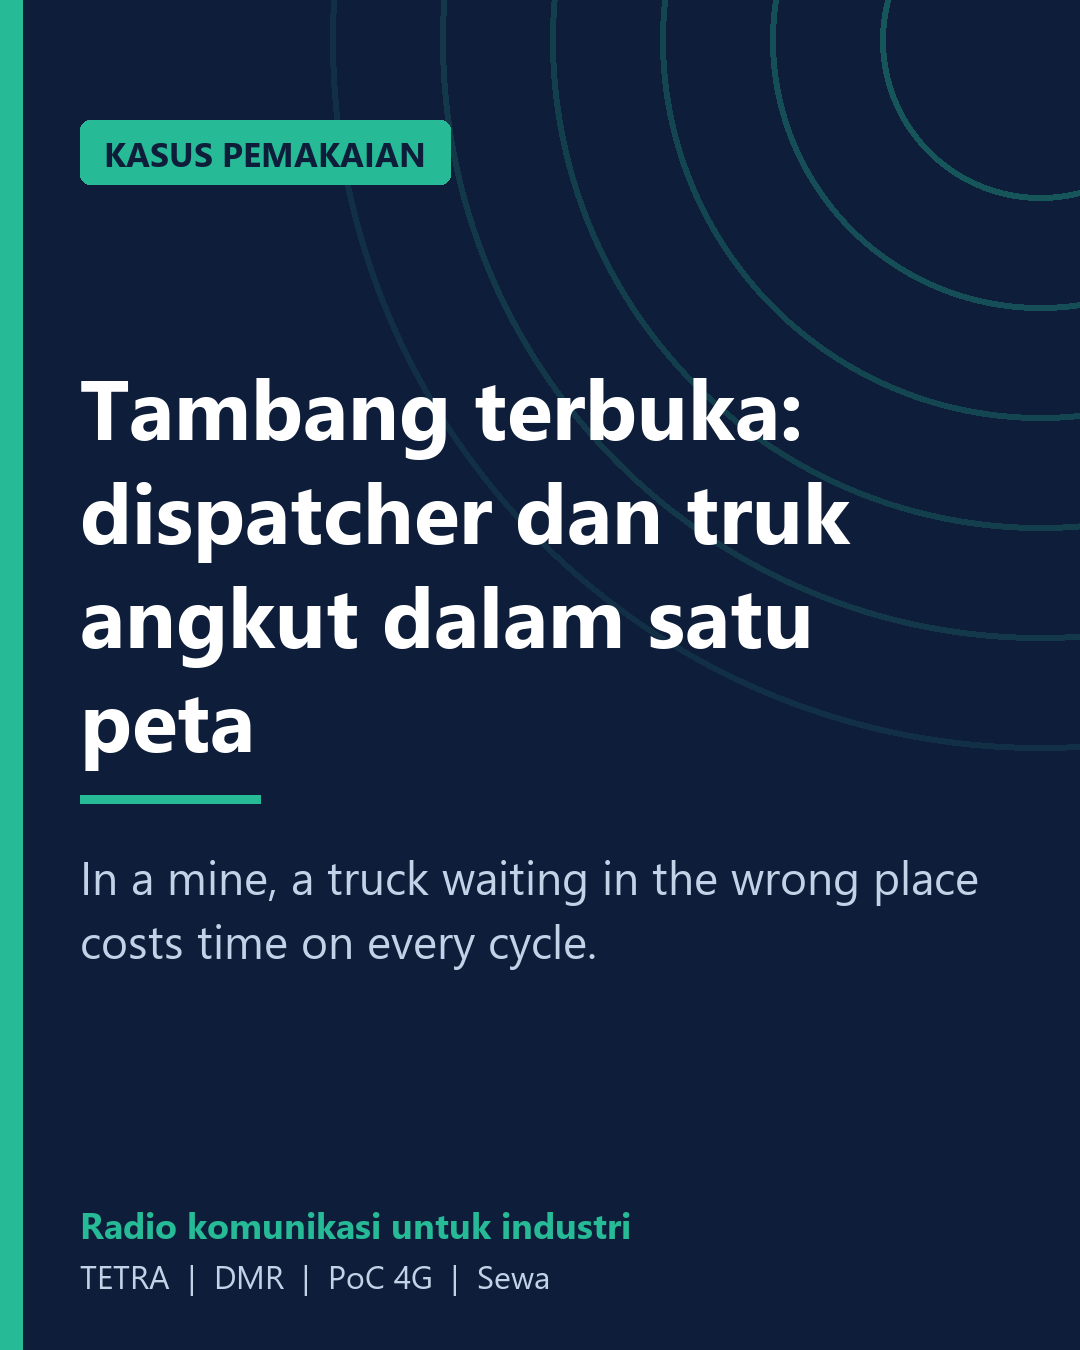 KASUS PEMAKAIAN
Tambang terbuka:
dispatcher dan truk
angkut dalam satu
peta
In a mine, a truck waiting in the wrong place
costs time on every cycle.
Radio komunikasi untuk industri
TETRA | DMR | PoC 4G | Sewa